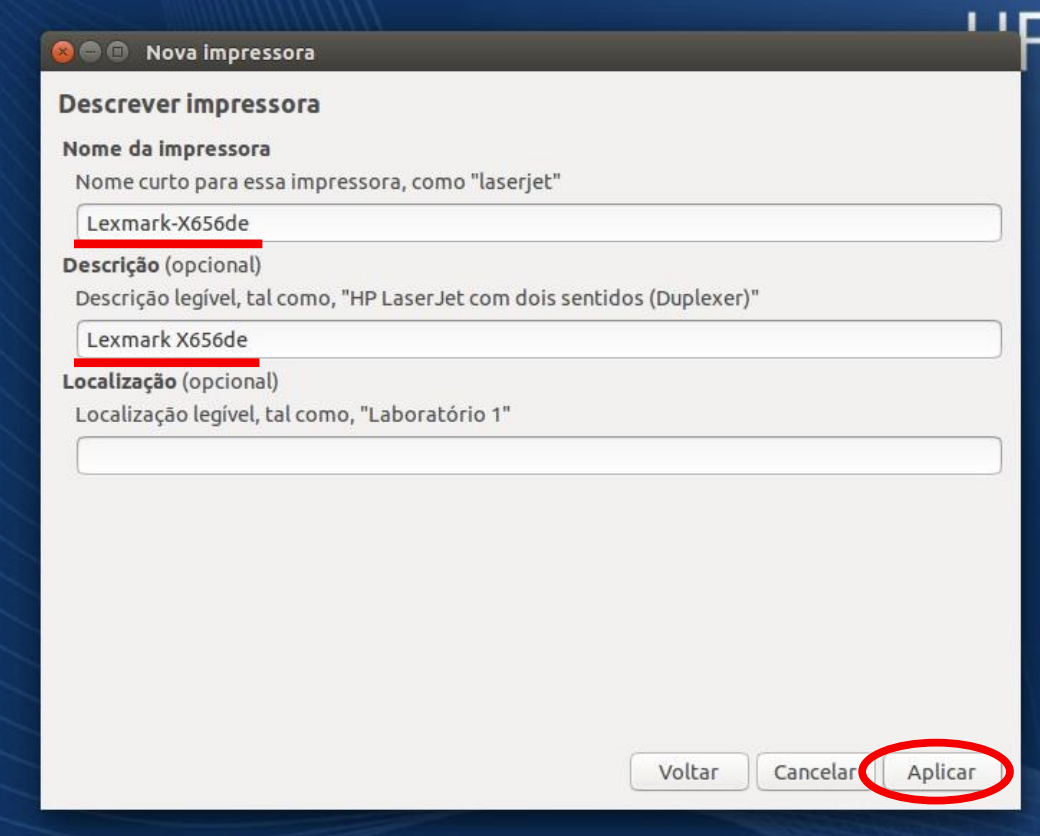 Nova impressora
Descrever impressora
Nome da impressora
Nome curto para essa impressora, como "laserjet"
Lexmark-X656de
Descrição (opcional)
Descrição legível, tal como, "HP LaserJet com dois sentidos (Duplexer)"
Lexmark X656de
Localização (opcional)
Localização legível, tal como, "Laboratório 1"
Voltar Cancelar Aplicar